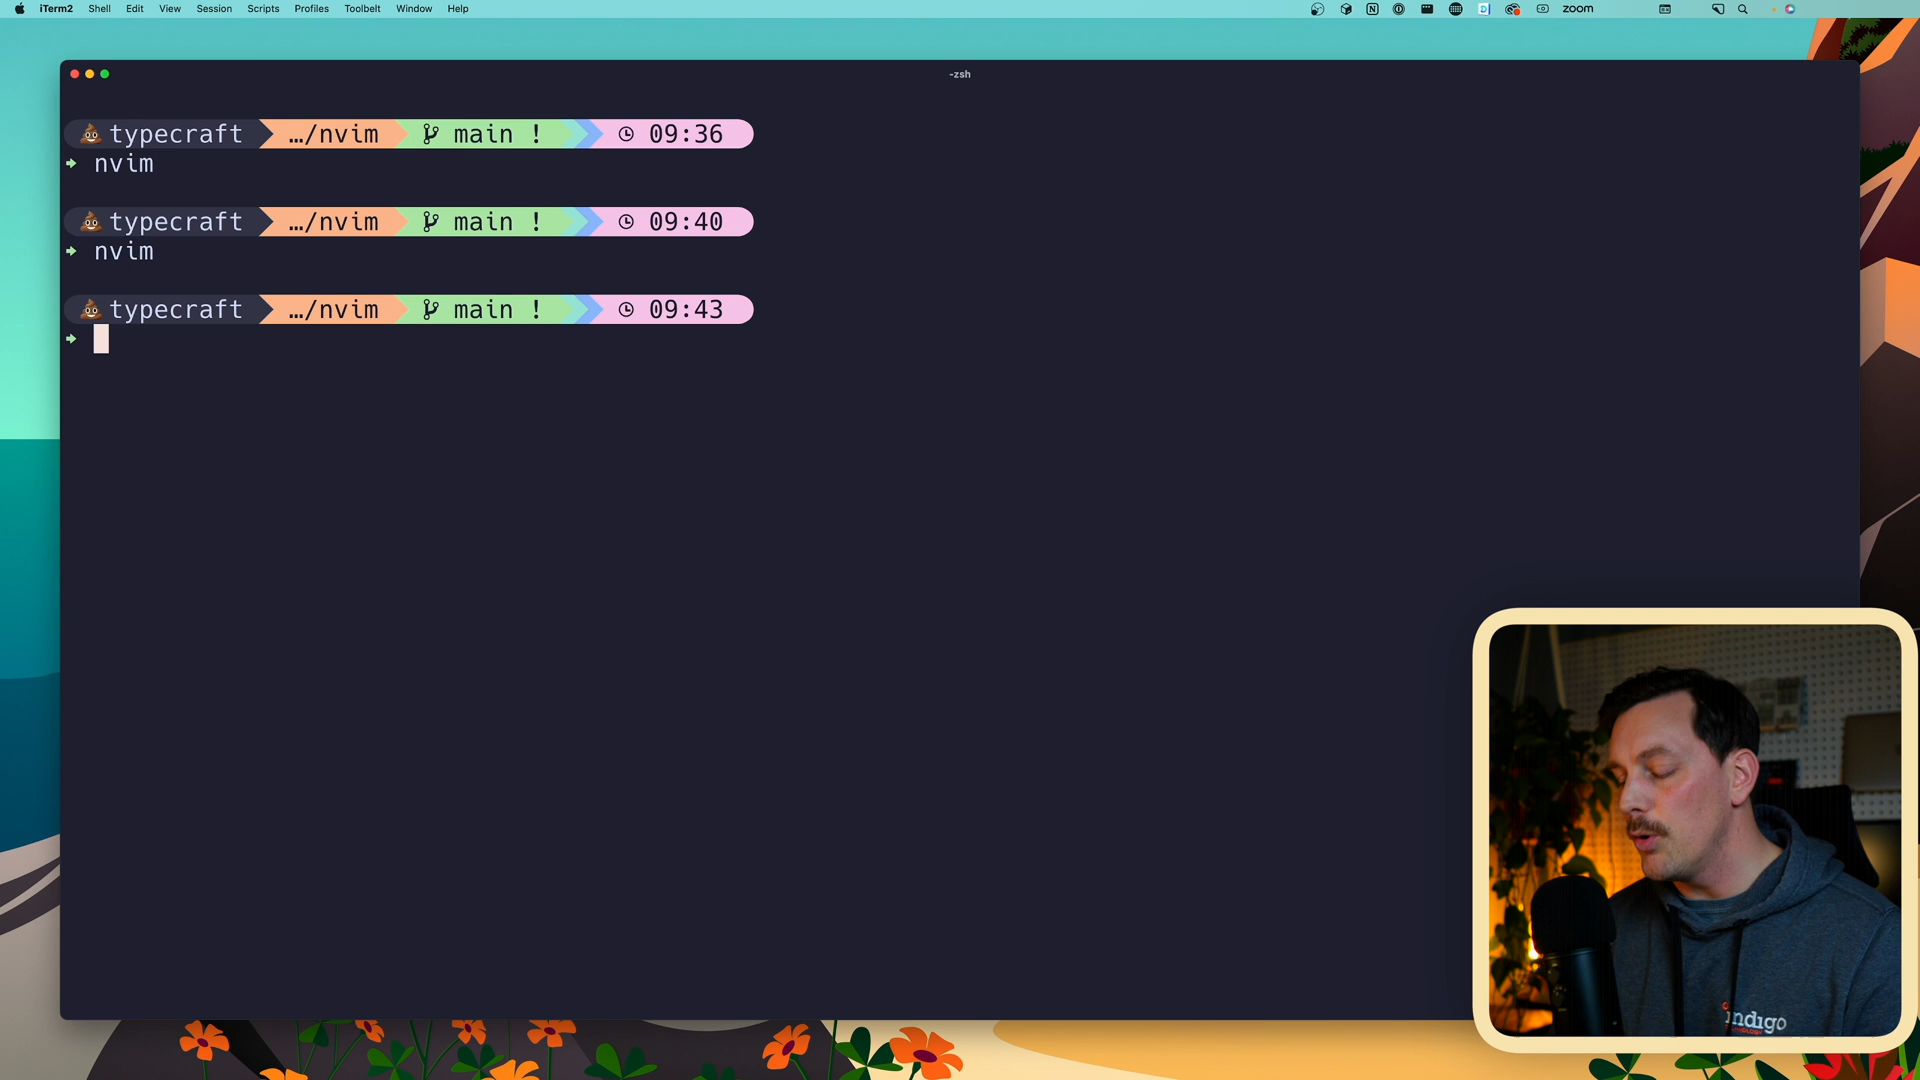 iTerm2 Shell Edit View Session Scripts Profiles Toolbelt Window Help zoom
-zsh
💩 typecraft …/nvim main ! 09:36
nvim
💩 typecraft …/nvim main ! 09:40
nvim
💩 typecraft …/nvim main ! 09:43
indigo